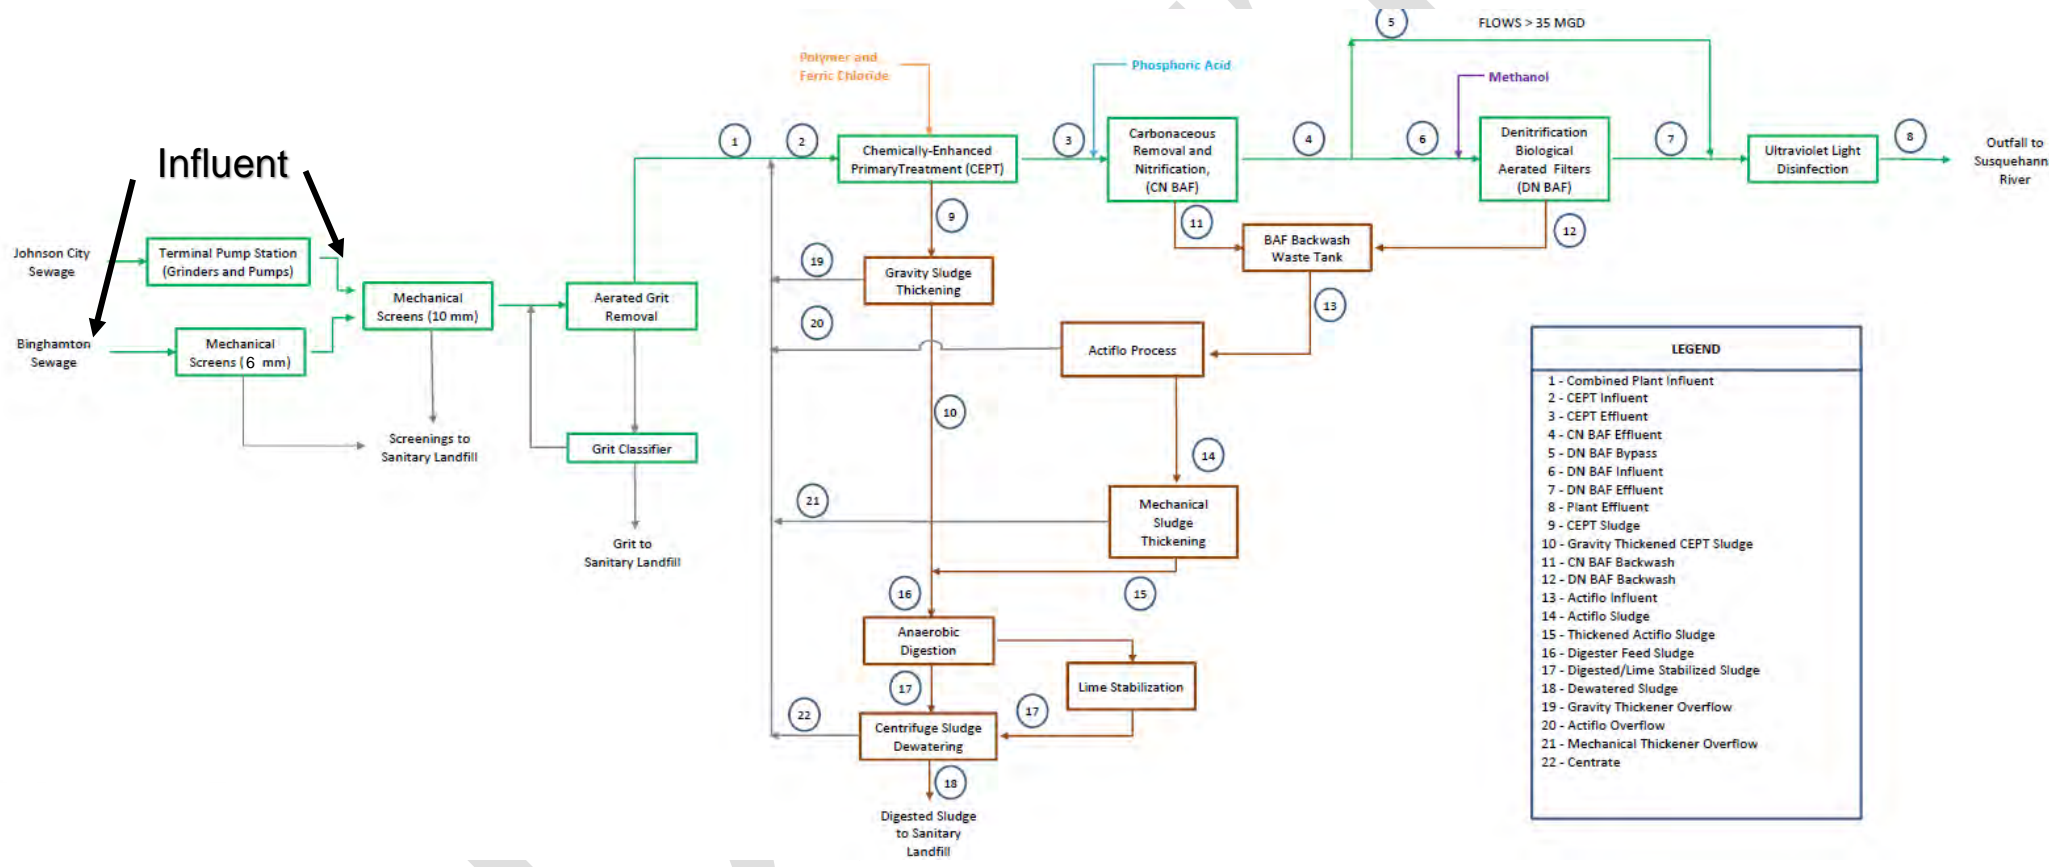 5
FLOWS > 35 MGD
Polymer and
Ferric Chloride
Phosphoric Acid
Methanol
Influent
1
2
Chemically-Enhanced
PrimaryTreatment (CEPT)
3
Carbonaceous
Removal and
Nitrification,
(CN BAF)
4
6
Denitrification
Biological
Aerated Filters
(DN BAF)
7
Ultraviolet Light
Disinfection
8
Outfall to
Susquehann
River
9
11
12
BAF Backwash
Waste Tank
Johnson City
Sewage
Terminal Pump Station
(Grinders and Pumps)
Mechanical
Screens (10 mm)
Aerated Grit
Removal
19
Gravity Sludge
Thickening
13
20
Actiflo Process
Binghamton
Sewage
Mechanical
Screens (6 mm)
10
Screenings to
Sanitary Landfill
Grit Classifier
14
21
Mechanical
Sludge
Thickening
Grit to
Sanitary Landfill
16
15
Anaerobic
Digestion
17
Lime Stabilization
22
17
Centrifuge Sludge
Dewatering
18
Digested Sludge
to Sanitary
Landfill
LEGEND
1 - Combined Plant Influent
2 - CEPT Influent
3 - CEPT Effluent
4 - CN BAF Effluent
5 - DN BAF Bypass
6 - DN BAF Influent
7 - DN BAF Effluent
8 - Plant Effluent
9 - CEPT Sludge
10 - Gravity Thickened CEPT Sludge
11 - CN BAF Backwash
12 - DN BAF Backwash
13 - Actiflo Influent
14 - Actiflo Sludge
15 - Thickened Actiflo Sludge
16 - Digester Feed Sludge
17 - Digested/Lime Stabilized Sludge
18 - Dewatered Sludge
19 - Gravity Thickener Overflow
20 - Actiflo Overflow
21 - Mechanical Thickener Overflow
22 - Centrate